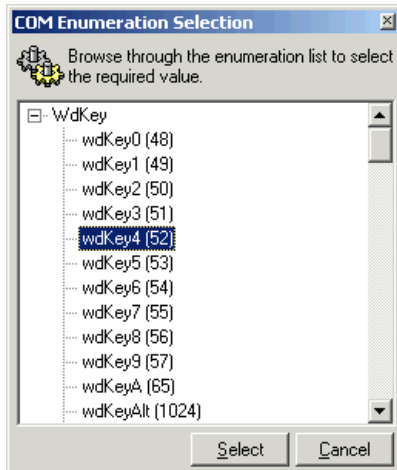 COM Enumeration Selection
Browse through the enumeration list to select
the required value.
WdKey
wdKey0 (48)
wdKey1 (49)
wdKey2 (50)
wdKey3 (51)
wdKey4 (52)
wdKey5 (53)
wdKey6 (54)
wdKey7 (55)
wdKey8 (56)
wdKey9 (57)
wdKeyA (65)
wdKeyAlt (1024)
Select Cancel